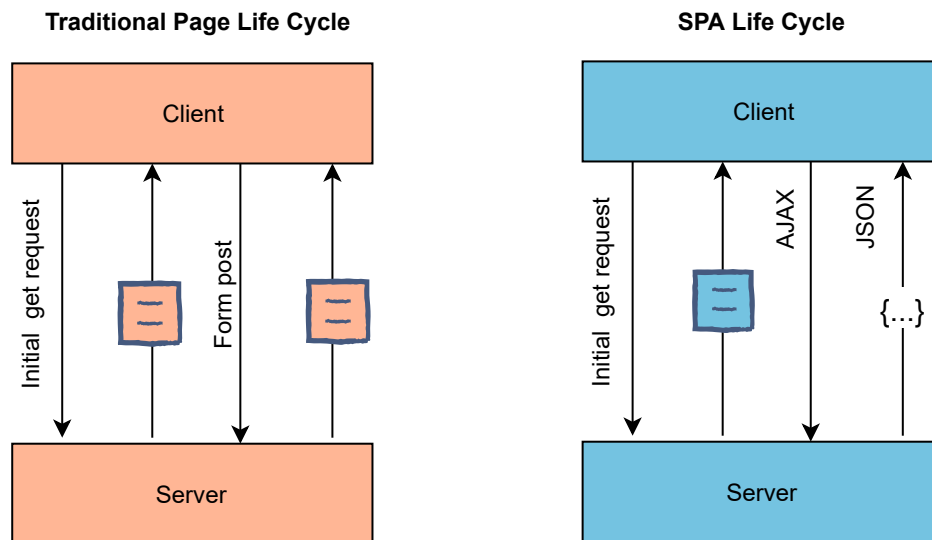 Traditional Page Life Cycle
Client
Initial get request
Form post
Server
SPA Life Cycle
Client
Initial get request
AJAX
JSON
{...}
Server